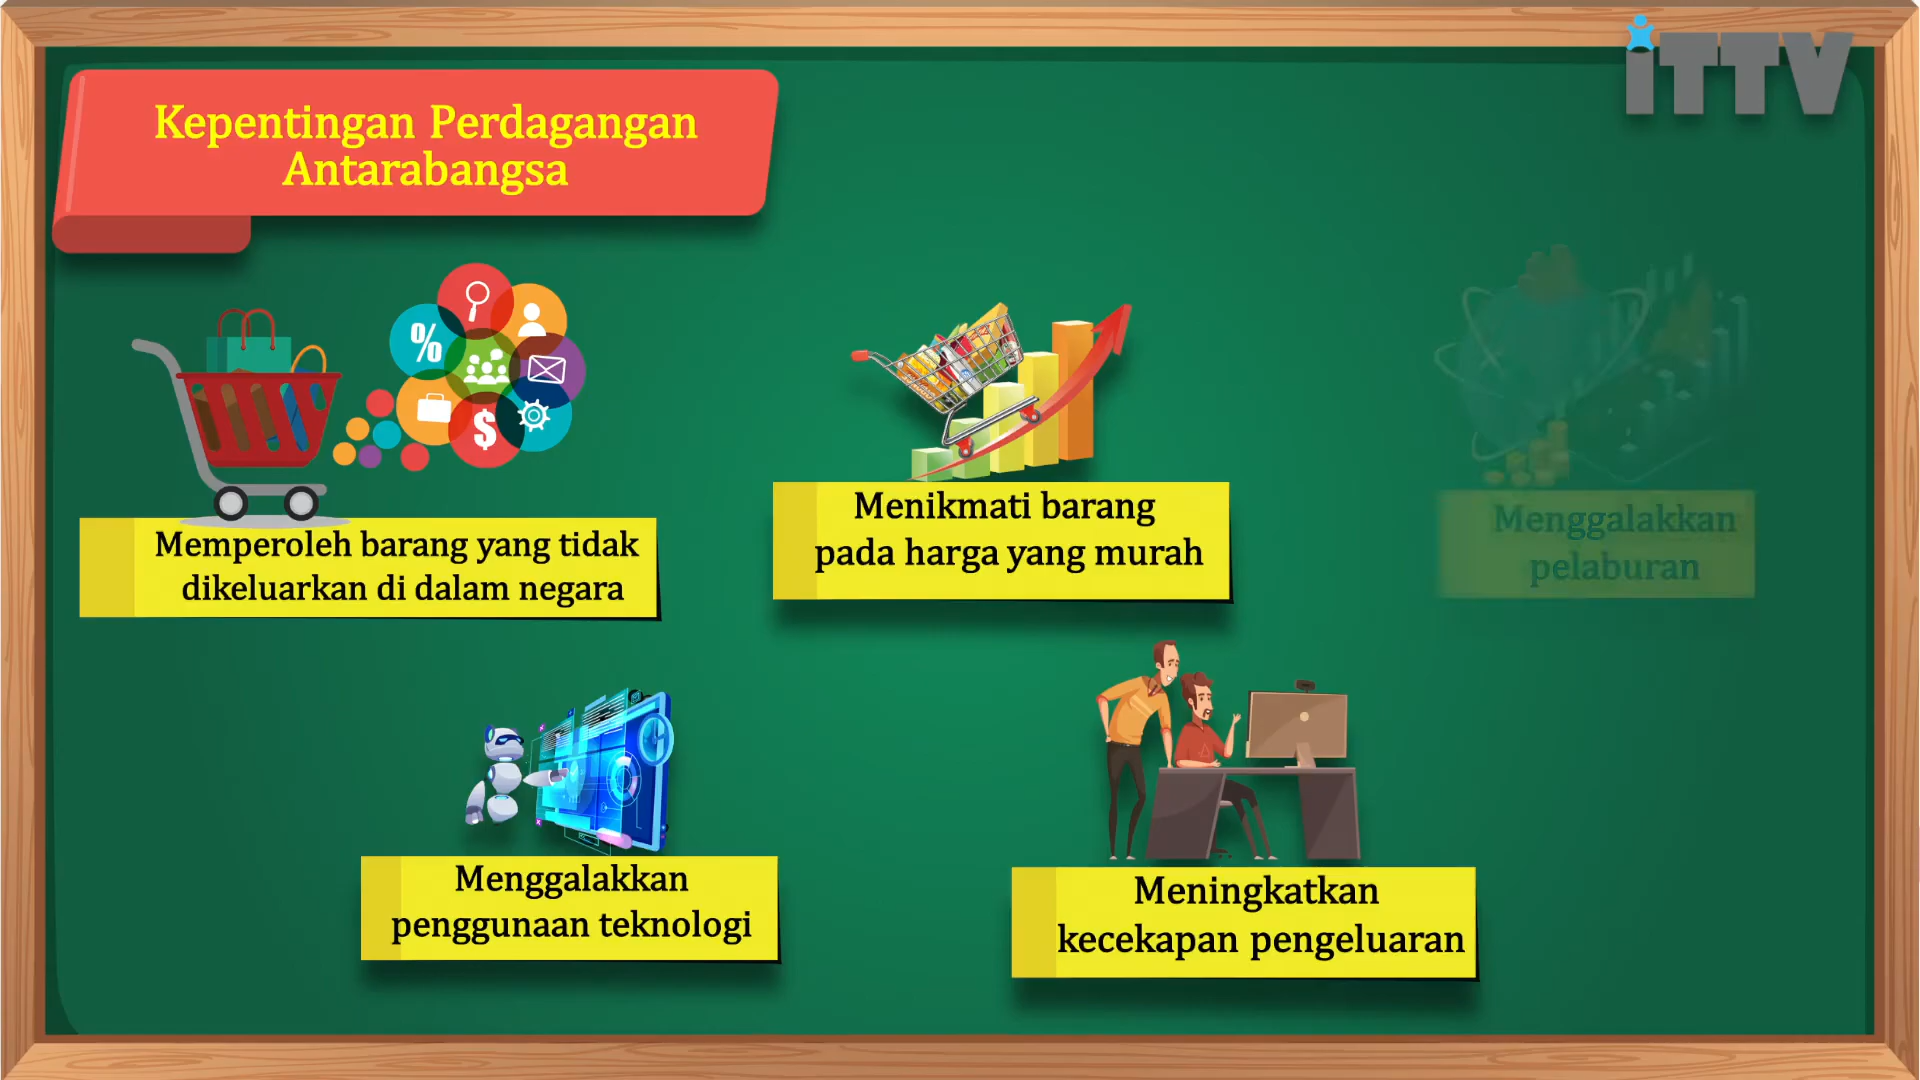 iTTV
Kepentingan Perdagangan
Antarabangsa
%
$
Memperoleh barang yang tidak
dikeluarkan di dalam negara
Menikmati barang
pada harga yang murah
Menggalakkan
pelaburan
Menggalakkan
penggunaan teknologi
Meningkatkan
kecekapan pengeluaran